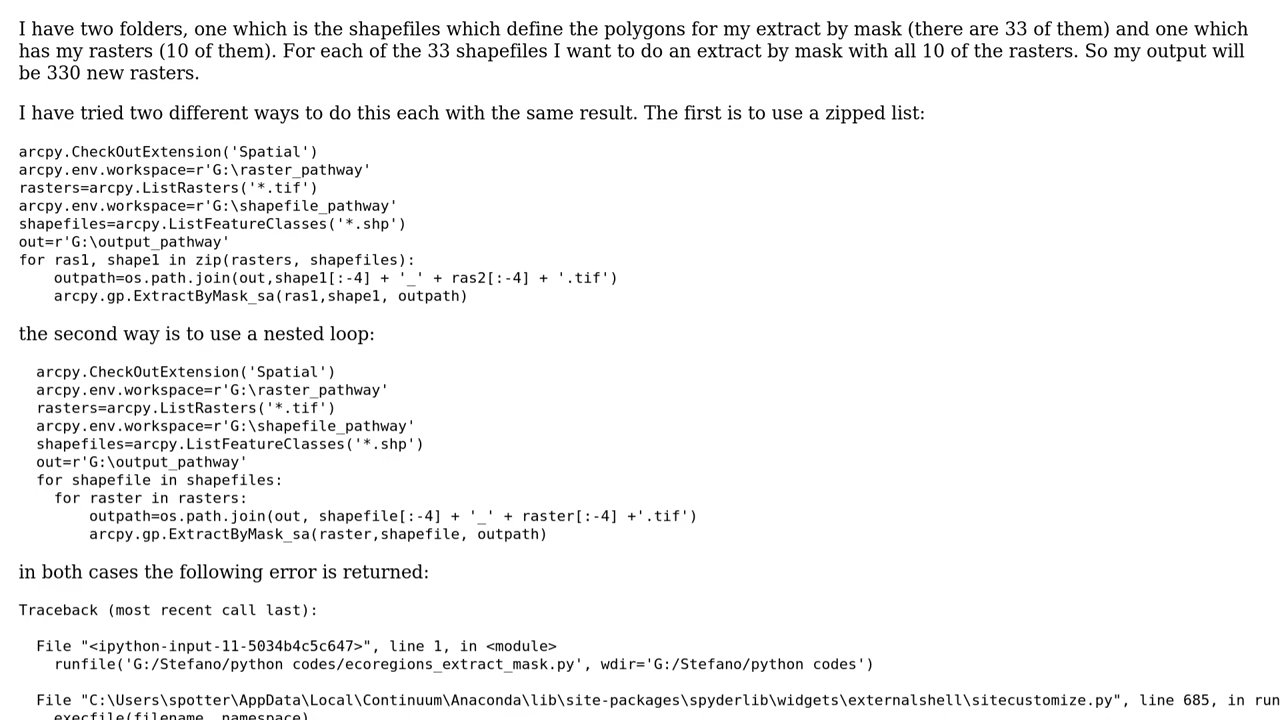 I have two folders, one which is the shapefiles which define the polygons for my extract by mask (there are 33 of them) and one which
has my rasters (10 of them). For each of the 33 shapefiles I want to do an extract by mask with all 10 of the rasters. So my output will
be 330 new rasters.
I have tried two different ways to do this each with the same result. The first is to use a zipped list:
arcpy.CheckOutExtension('Spatial')
arcpy.env.workspace=r'G:\raster_pathway'
rasters=arcpy.ListRasters('*.tif')
arcpy.env.workspace=r'G:\shapefile_pathway'
shapefiles=arcpy.ListFeatureClasses('*.shp')
out=r'G:\output_pathway'
for ras1, shape1 in zip(rasters, shapefiles):
    outpath=os.path.join(out,shape1[:-4] + '_' + ras2[:-4] + '.tif')
    arcpy.gp.ExtractByMask_sa(ras1,shape1, outpath)
the second way is to use a nested loop:
  arcpy.CheckOutExtension('Spatial')
  arcpy.env.workspace=r'G:\raster_pathway'
  rasters=arcpy.ListRasters('*.tif')
  arcpy.env.workspace=r'G:\shapefile_pathway'
  shapefiles=arcpy.ListFeatureClasses('*.shp')
  out=r'G:\output_pathway'
  for shapefile in shapefiles:
    for raster in rasters:
        outpath=os.path.join(out, shapefile[:-4] + '_' + raster[:-4] +'.tif')
        arcpy.gp.ExtractByMask_sa(raster,shapefile, outpath)
in both cases the following error is returned:
Traceback (most recent call last):
  File "<ipython-input-11-5034b4c5c647>", line 1, in <module>
    runfile('G:/Stefano/python codes/ecoregions_extract_mask.py', wdir='G:/Stefano/python codes')
  File "C:\Users\spotter\AppData\Local\Continuum\Anaconda\lib\site-packages\spyderlib\widgets\externalshell\sitecustomize.py", line 685, in run
    execfile(filename, namespace)